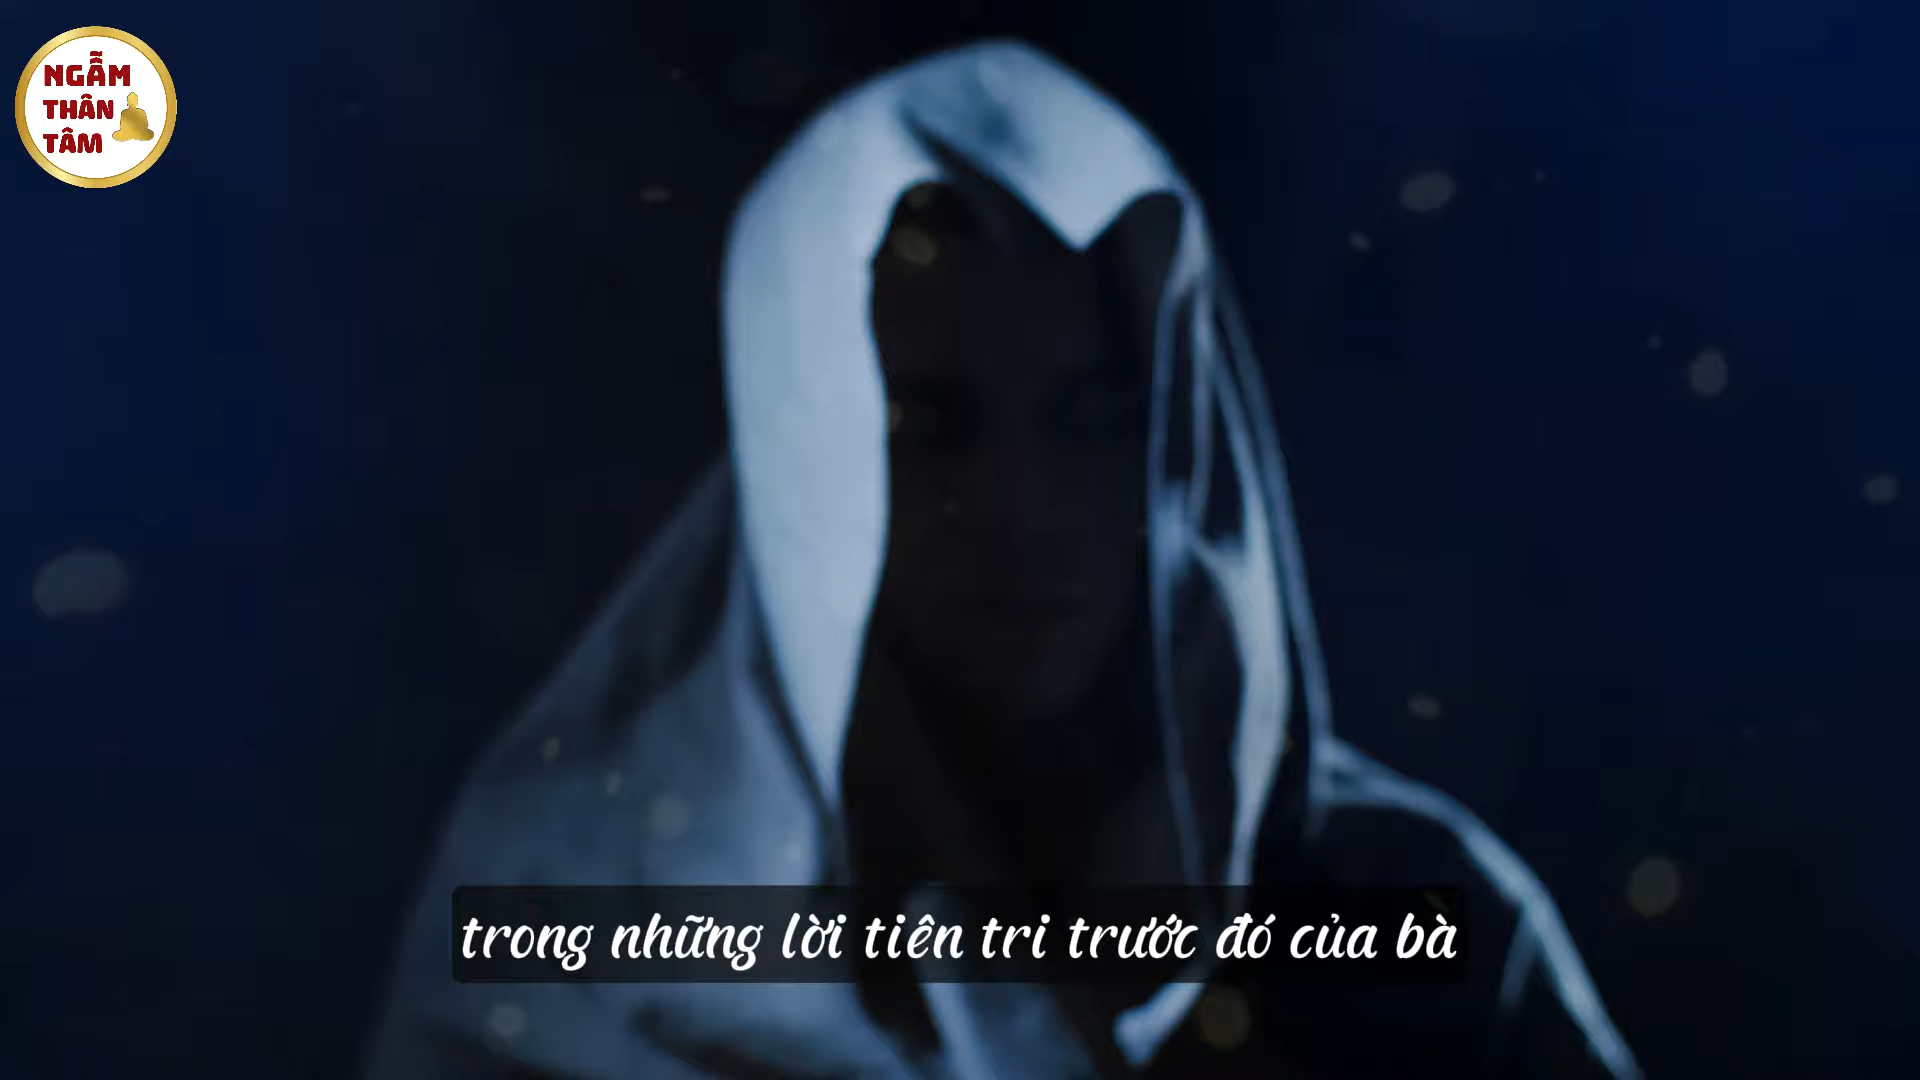 NGẪM
THÂN
TÂM
trong những lời tiên tri trước đó của bà